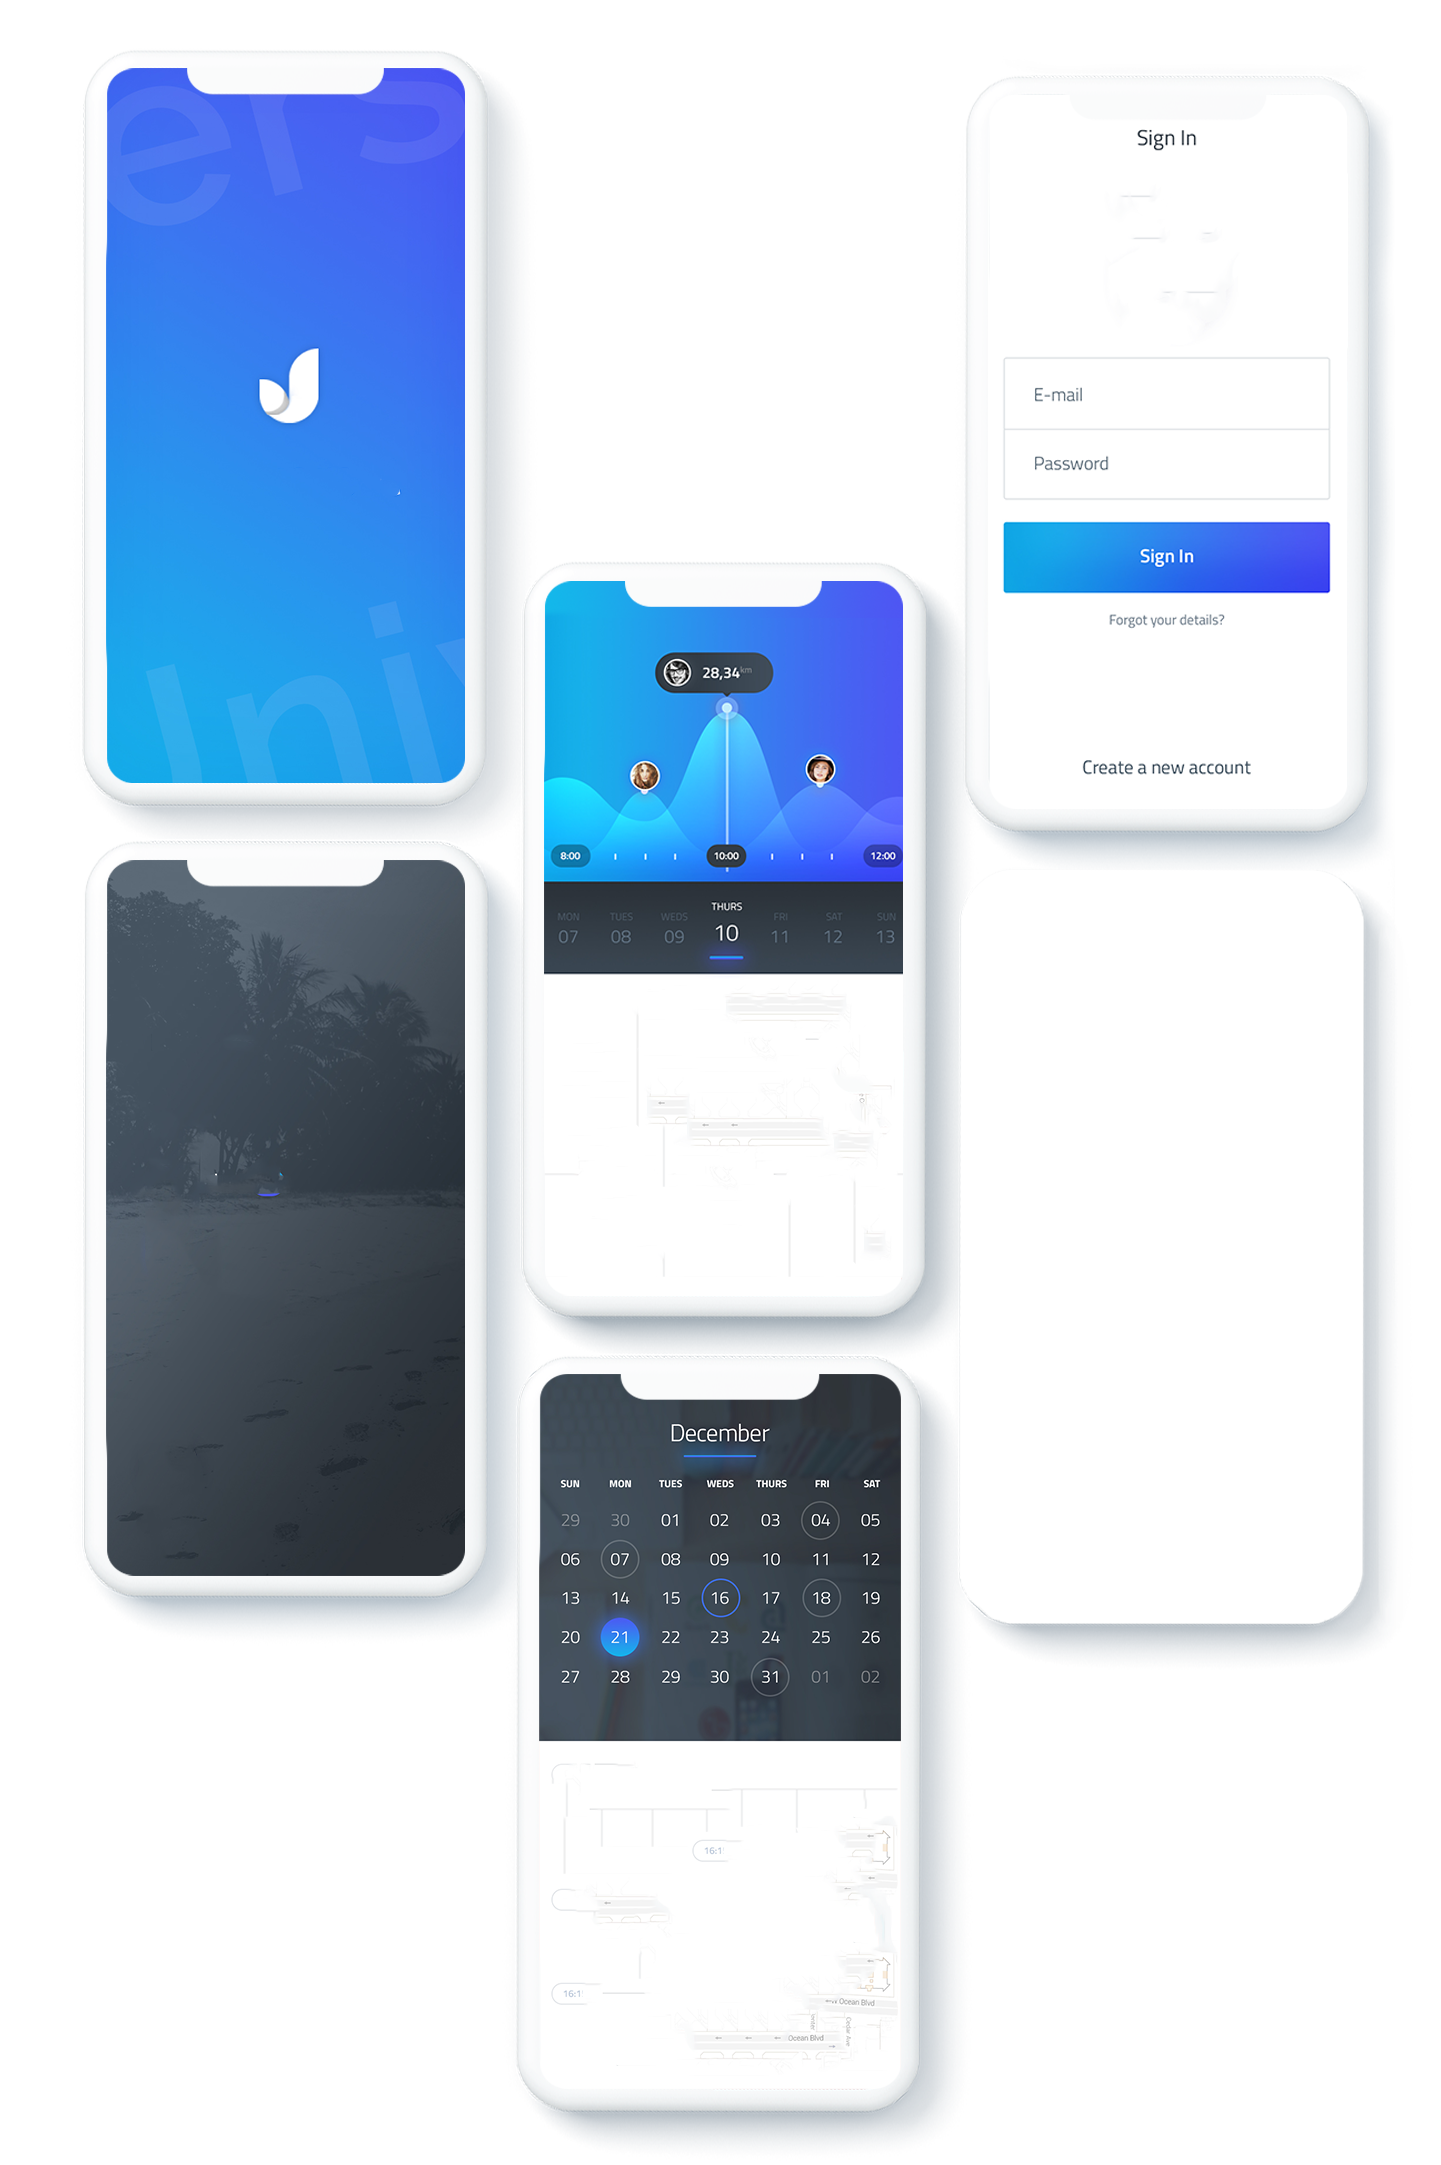 ers
Univ
Sign In
E-mail
Password
Sign In
Forgot your details?
Create a new account
28,34 km
8:00 10:00 12:00
MON TUES WEDS THURS FRI SAT SUN
07 08 09 10 11 12 13
December
SUN MON TUES WEDS THURS FRI SAT
29 30 01 02 03 04 05
06 07 08 09 10 11 12
13 14 15 16 17 18 19
20 21 22 23 24 25 26
27 28 29 30 31 01 02
16:1
16:1
Ocean Blvd
Ocean Blvd
Cedar Ave